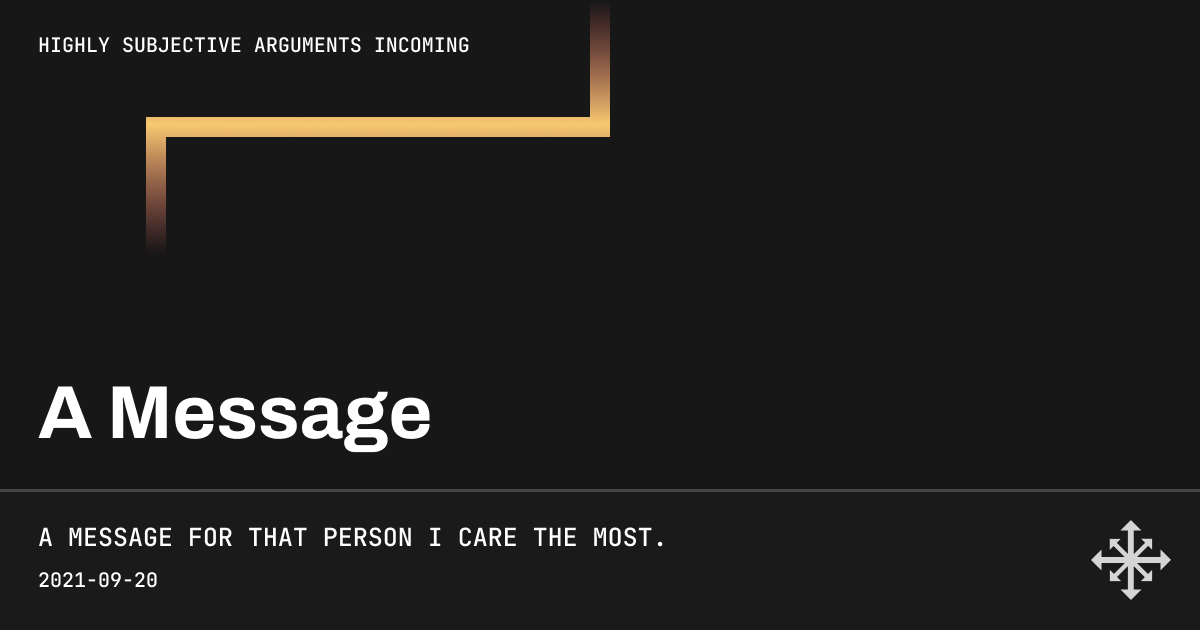 HIGHLY SUBJECTIVE ARGUMENTS INCOMING
A Message
A MESSAGE FOR THAT PERSON I CARE THE MOST.
2021-09-20